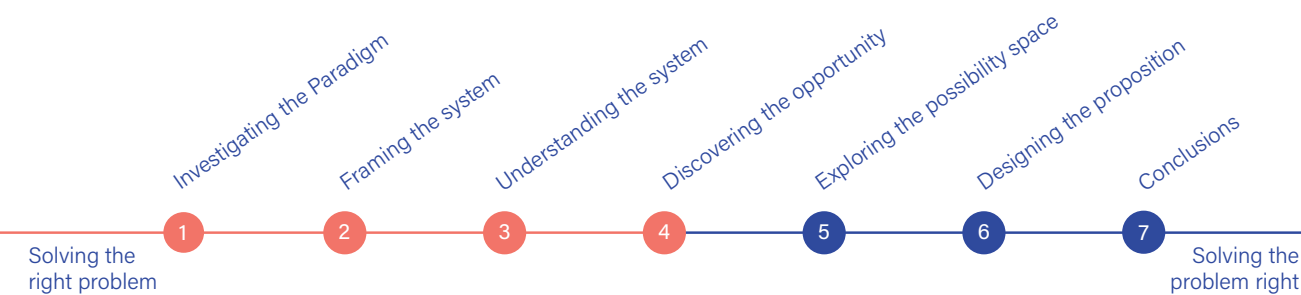 Investigating the Paradigm
Framing the system
Understanding the system
Discovering the opportunity
Exploring the possibility space
Designing the proposition
Conclusions
1
2
3
4
5
6
7
Solving the
right problem
Solving the
problem right